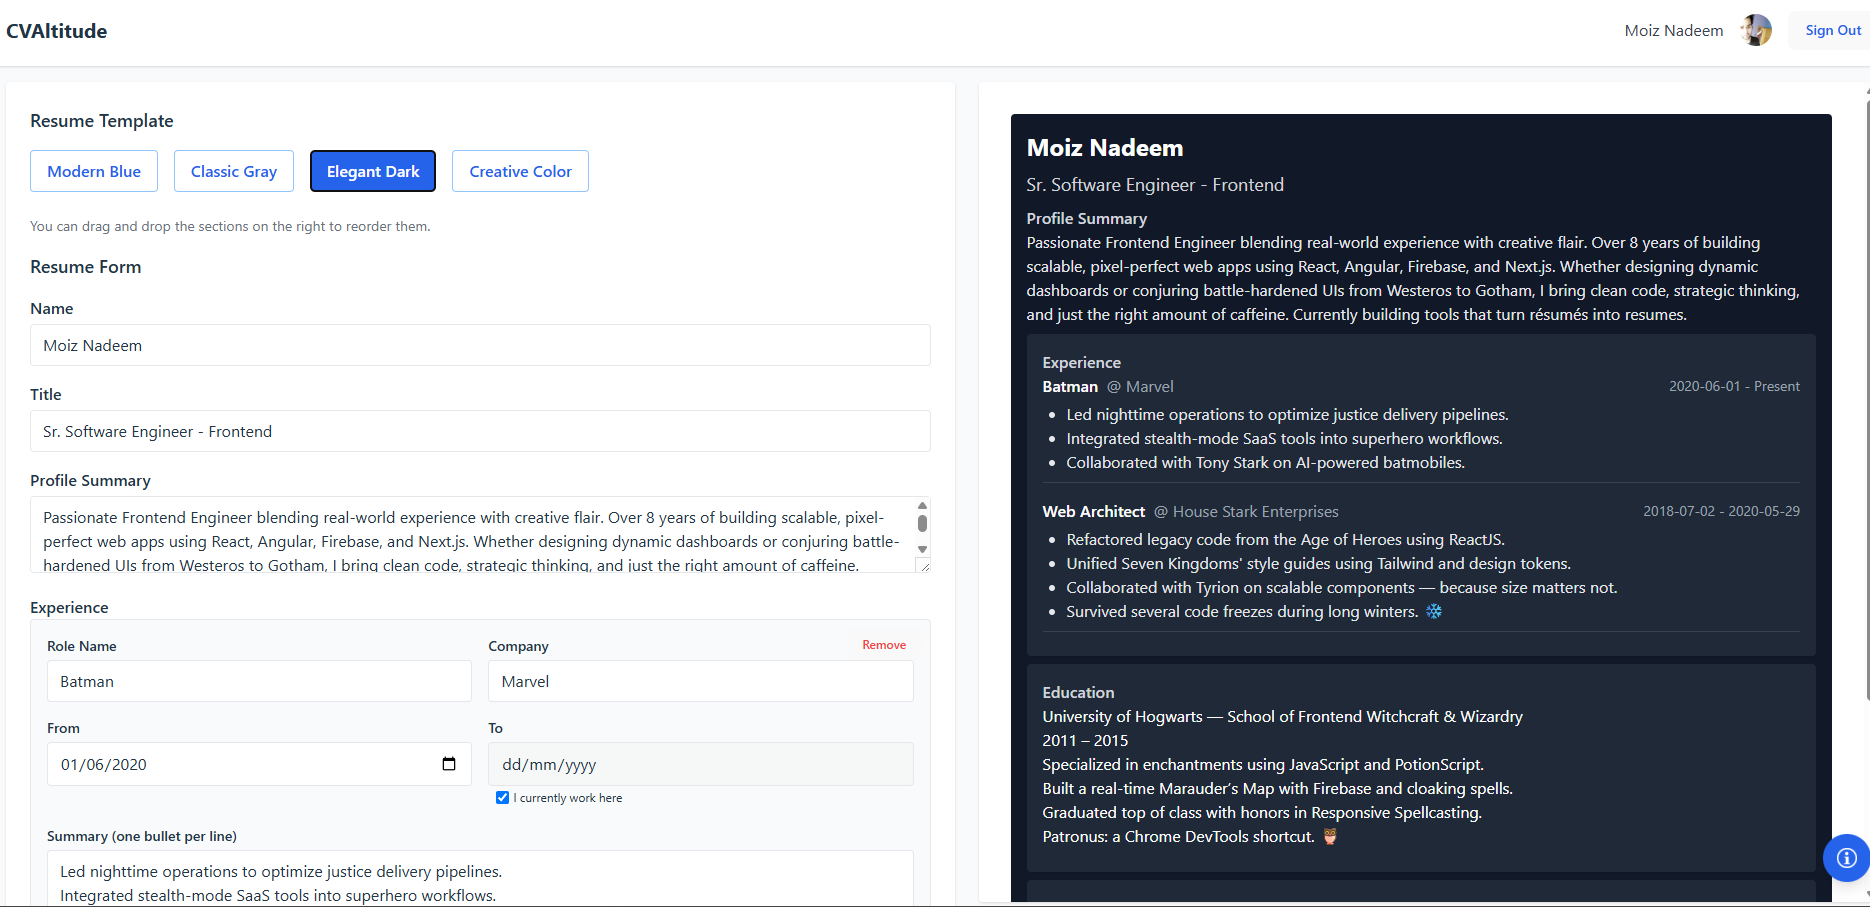 CVAltitude
Moiz Nadeem
Sign Out
Resume Template
Modern Blue
Classic Gray
Elegant Dark
Creative Color
You can drag and drop the sections on the right to reorder them.
Resume Form
Name
Moiz Nadeem
Title
Sr. Software Engineer - Frontend
Profile Summary
Passionate Frontend Engineer blending real-world experience with creative flair. Over 8 years of building scalable, pixel-
perfect web apps using React, Angular, Firebase, and Next.js. Whether designing dynamic dashboards or conjuring battle-
hardened UIs from Westeros to Gotham, I bring clean code, strategic thinking, and just the right amount of caffeine.
Experience
Role Name
Company
Remove
Batman
Marvel
From
To
01/06/2020
dd/mm/yyyy
I currently work here
Summary (one bullet per line)
Led nighttime operations to optimize justice delivery pipelines.
Integrated stealth-mode SaaS tools into superhero workflows.
Moiz Nadeem
Sr. Software Engineer - Frontend
Profile Summary
Passionate Frontend Engineer blending real-world experience with creative flair. Over 8 years of building
scalable, pixel-perfect web apps using React, Angular, Firebase, and Next.js. Whether designing dynamic
dashboards or conjuring battle-hardened UIs from Westeros to Gotham, I bring clean code, strategic thinking,
and just the right amount of caffeine. Currently building tools that turn résumés into resumes.
Experience
Batman @ Marvel 2020-06-01 - Present
• Led nighttime operations to optimize justice delivery pipelines.
• Integrated stealth-mode SaaS tools into superhero workflows.
• Collaborated with Tony Stark on AI-powered batmobiles.
Web Architect @ House Stark Enterprises 2018-07-02 - 2020-05-29
• Refactored legacy code from the Age of Heroes using ReactJS.
• Unified Seven Kingdoms' style guides using Tailwind and design tokens.
• Collaborated with Tyrion on scalable components — because size matters not.
• Survived several code freezes during long winters. ❄️
Education
University of Hogwarts — School of Frontend Witchcraft & Wizardry
2011 – 2015
Specialized in enchantments using JavaScript and PotionScript.
Built a real-time Marauder’s Map with Firebase and cloaking spells.
Graduated top of class with honors in Responsive Spellcasting.
Patronus: a Chrome DevTools shortcut. 🦉